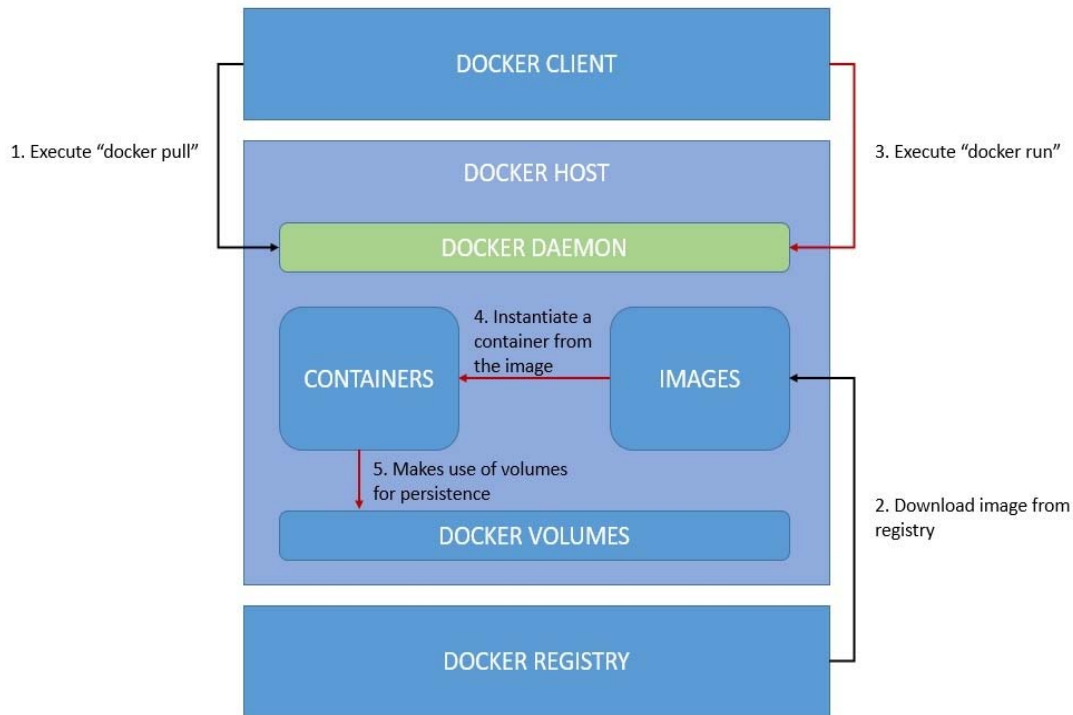 DOCKER CLIENT
1. Execute “docker pull”
3. Execute “docker run”
DOCKER HOST
DOCKER DAEMON
4. Instantiate a
container from
the image
CONTAINERS
IMAGES
5. Makes use of volumes
for persistence
2. Download image from
registry
DOCKER VOLUMES
DOCKER REGISTRY